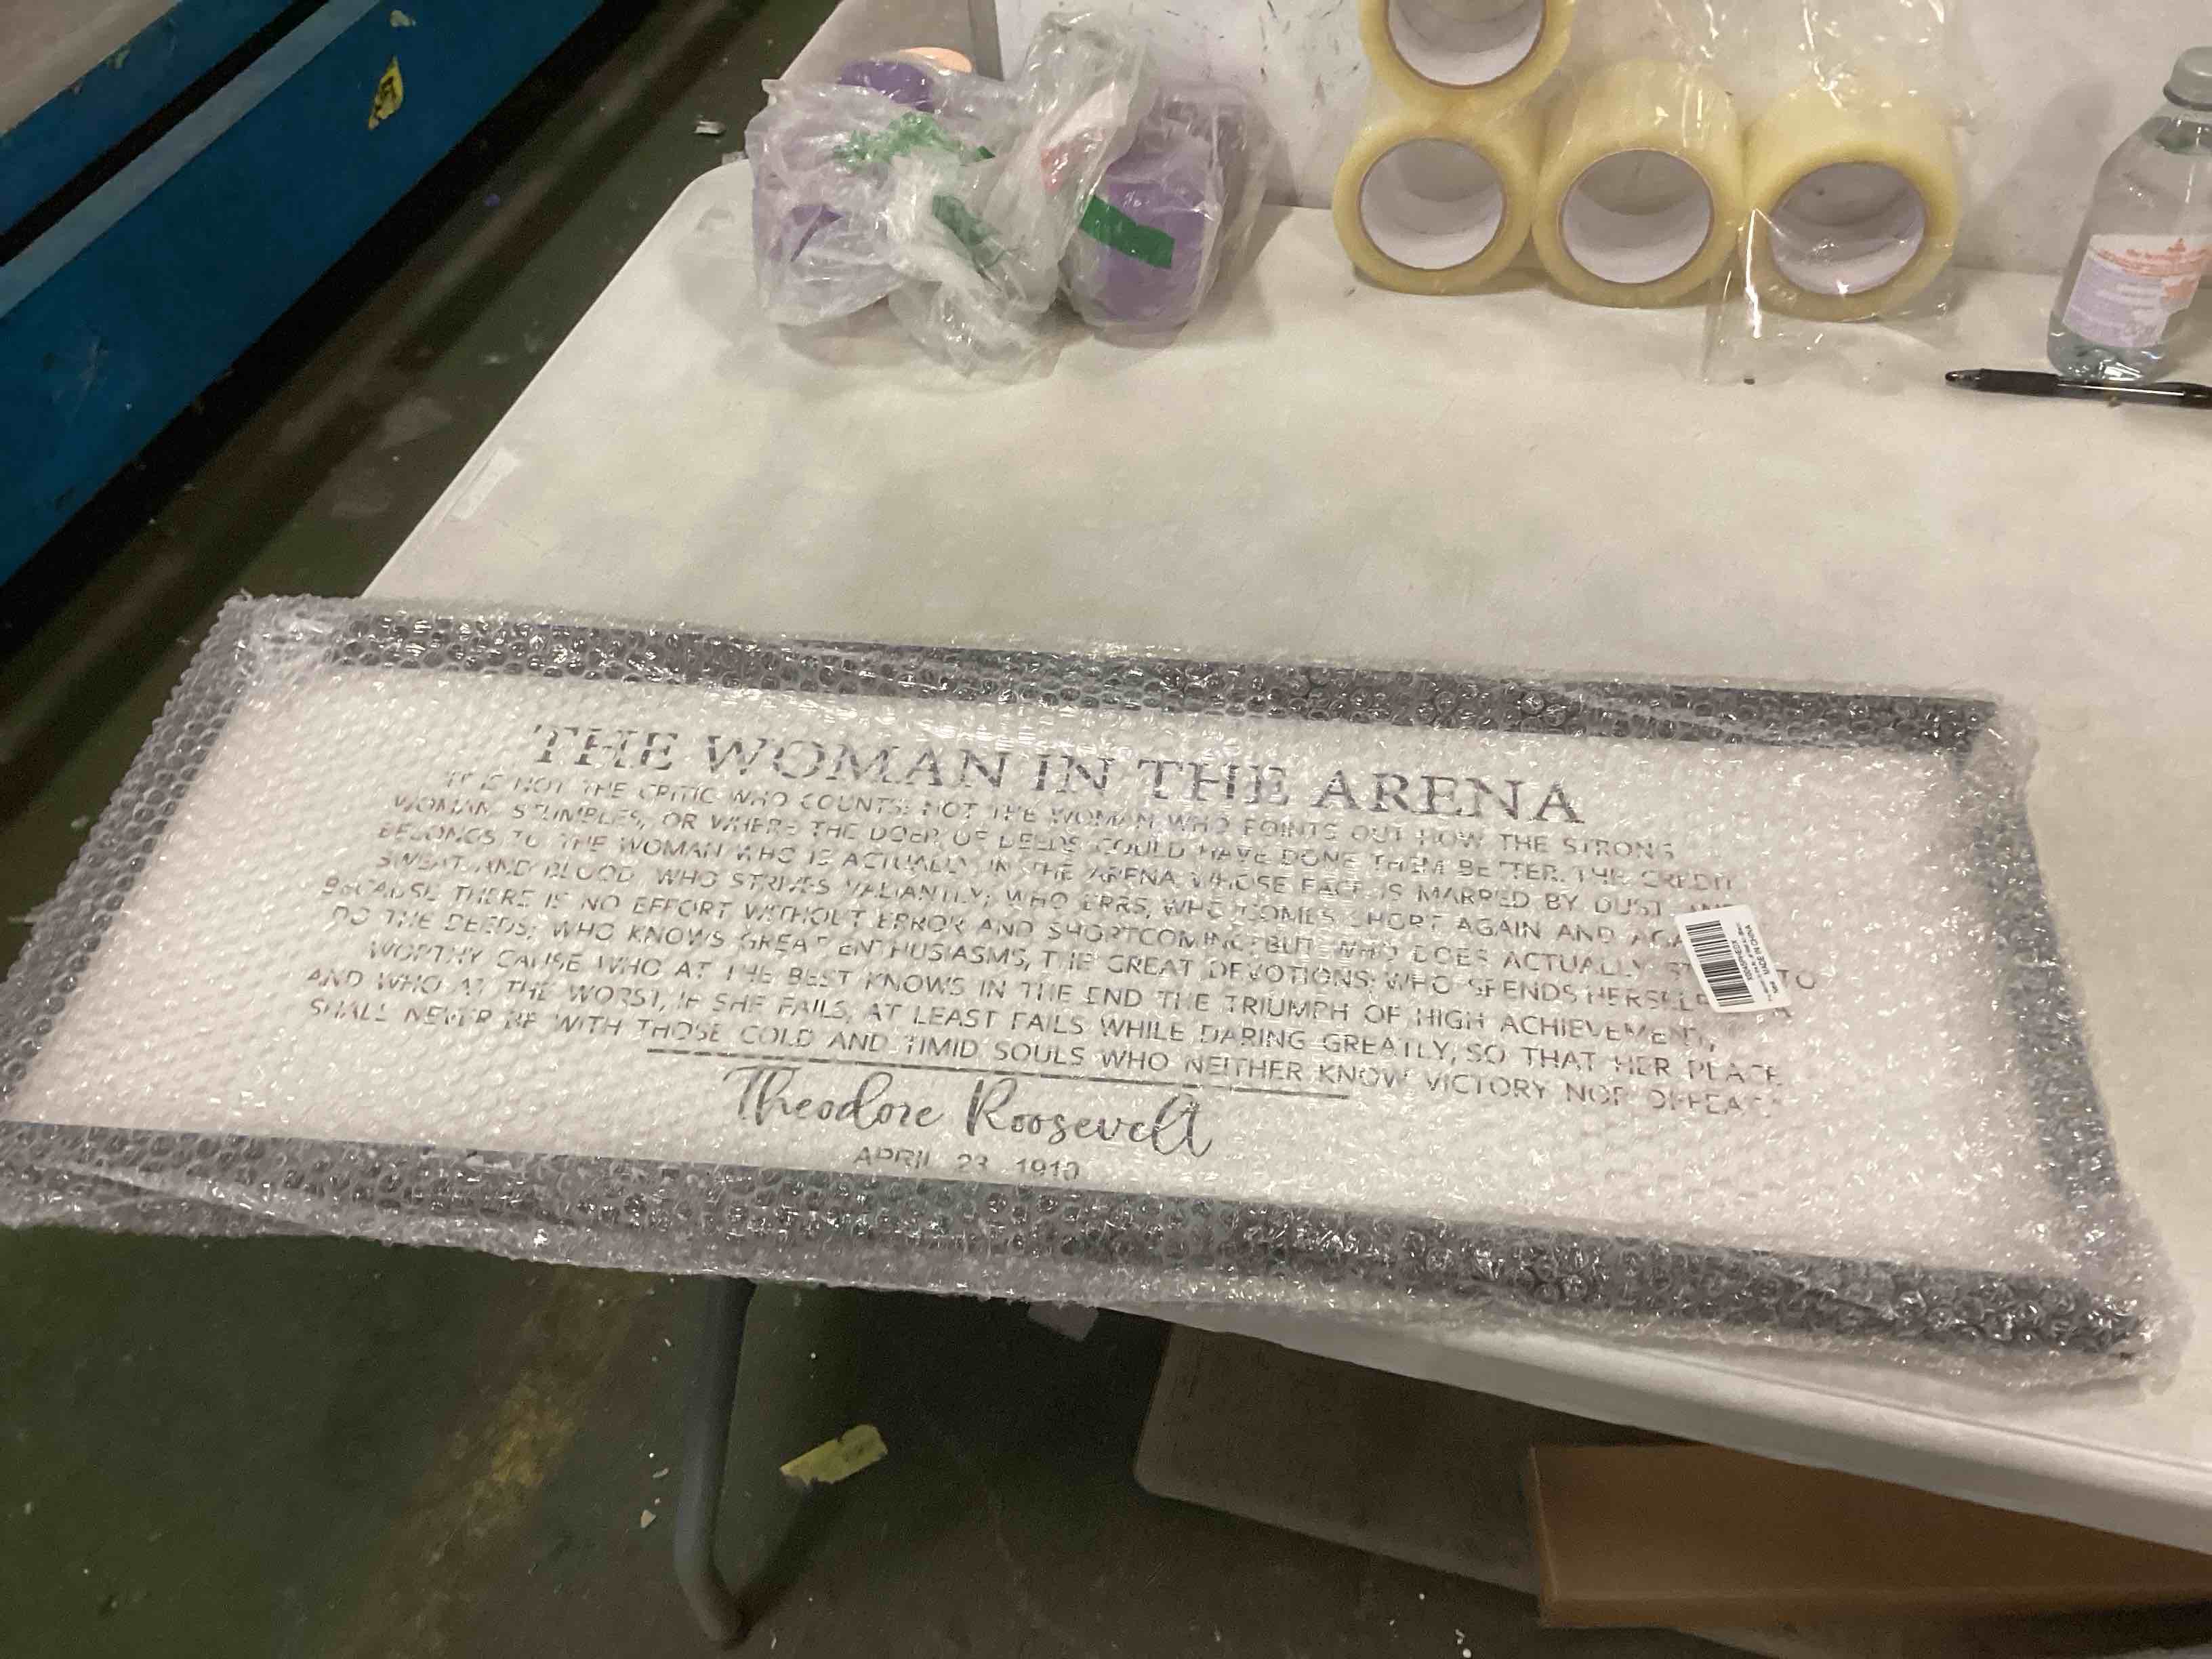 THE WOMAN IN THE ARENA
IT IS NOT THE CRITIC WHO COUNTS: NOT THE WOMAN WHO POINTS OUT HOW THE STRONG
WOMAN STUMBLES, OR WHERE THE DOER OF DEEDS COULD HAVE DONE THEM BETTER. THE CREDIT
BELONGS TO THE WOMAN WHO IS ACTUALLY IN THE ARENA, WHOSE FACE IS MARRED BY DUST AND
SWEAT AND BLOOD, WHO STRIVES VALIANTLY; WHO ERRS, WHO COMES SHORT AGAIN AND
BECAUSE THERE IS NO EFFORT WITHOUT ERROR AND SHORTCOMING; BUT WHO DOES ACTUALLY TO
DO THE DEEDS; WHO KNOWS GREAT ENTHUSIASMS, THE GREAT DEVOTIONS; WHO SPENDS
WORTHY CAUSE WHO AT THE BEST KNOWS IN THE END THE TRIUMPH OF HIGH ACHIEVEMENT,
AND WHO AT THE WORST, IF SHE FAILS, AT LEAST FAILS WHILE DARING GREATLY, SO THAT HER PLACE
SHALL NEVER BE WITH THOSE COLD AND TIMID SOULS WHO NEITHER KNOW VICTORY NOR DEFEAT
Theodore Roosevelt
APRIL 23 1910
MADE IN CHINA